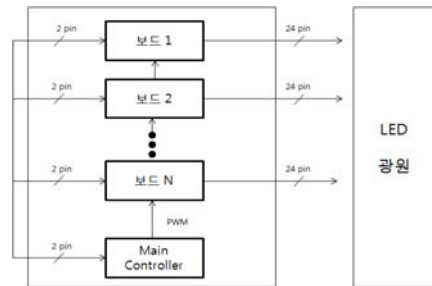 2 pin
보드 1
24 pin
2 pin
보드 2
24 pin
LED
광원
2 pin
보드 N
24 pin
PWM
2 pin
Main
Controller